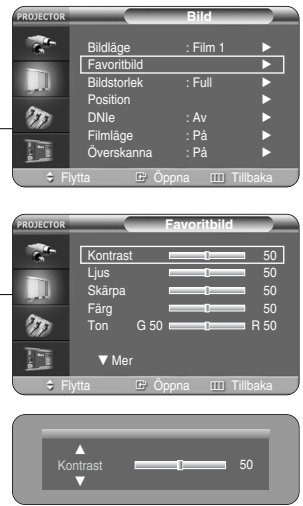 PROJECTOR Bild
Bildläge : Film 1 ▶
Favoritbild ▶
Bildstorlek : Full ▶
Position ▶
DNIe : Av ▶
Filmläge : På ▶
Överskanna : På ▶
Flytta Öppna Tillbaka
PROJECTOR Favoritbild
Kontrast 50
Ljus 50
Skärpa 50
Färg 50
Ton G 50 R 50
▼ Mer
Flytta Öppna Tillbaka
▲
Kontrast 50
▼